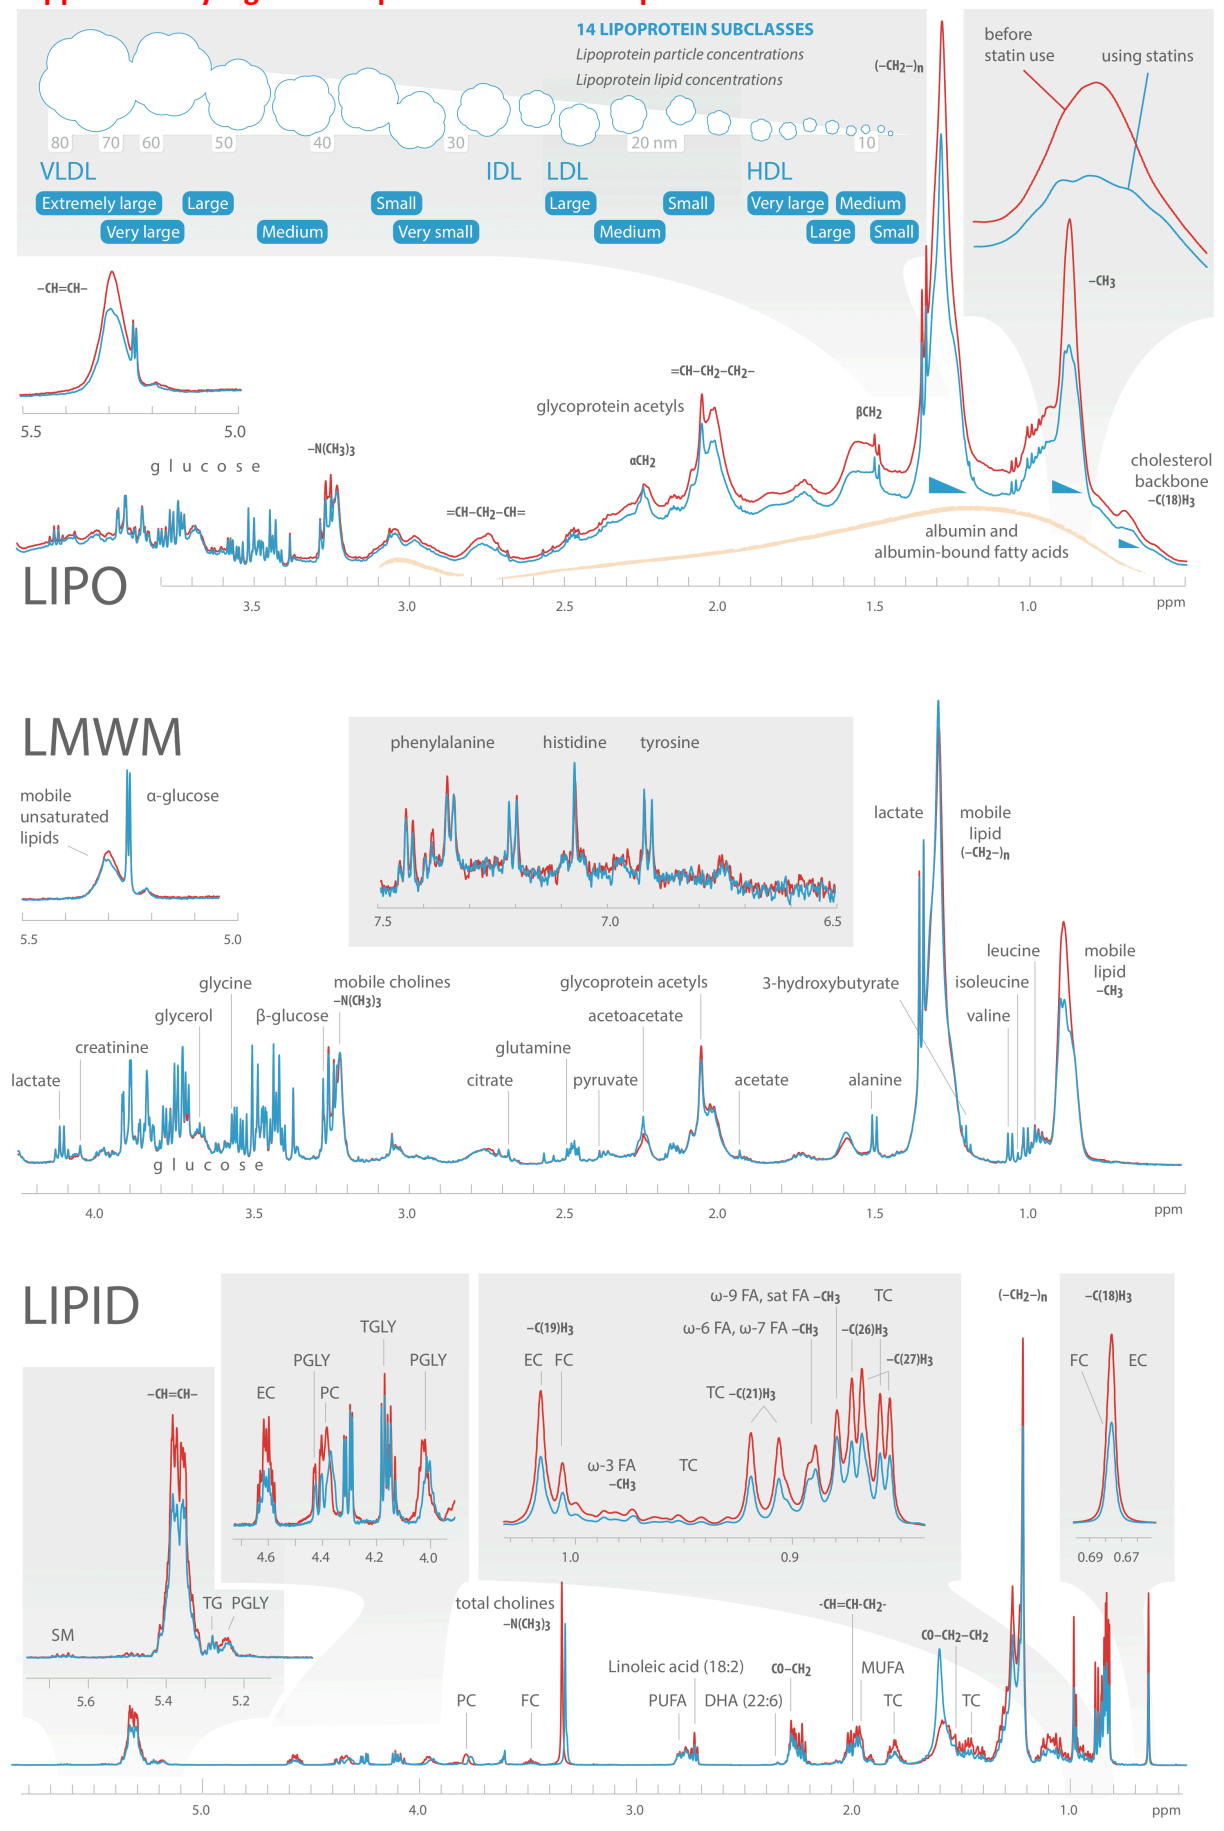 14 LIPOPROTEIN SUBCLASSES
Lipoprotein particle concentrations
Lipoprotein lipid concentrations
(–CH2–)n
before
statin use
using statins
80 70 60 50 40 30 20 nm 10
VLDL IDL LDL HDL
Extremely large Large Small Large Small Very large Medium
Very large Medium Very small Medium Large Small
–CH=CH–
–CH3
5.5 5.0
=CH–CH2–CH2–
glycoprotein acetyls
βCH2
αCH2
–N(CH3)3
g l u c o s e
=CH–CH2–CH=
cholesterol
backbone
–C(18)H3
albumin and
albumin-bound fatty acids
LIPO
3.5 3.0 2.5 2.0 1.5 1.0 ppm
LMWM
mobile
unsaturated
lipids
α-glucose
5.5 5.0
phenylalanine histidine tyrosine
7.5 7.0 6.5
lactate
mobile
lipid
(–CH2–)n
leucine
mobile
lipid
–CH3
isoleucine
valine
3-hydroxybutyrate
glycine
mobile cholines
–N(CH3)3
glycoprotein acetyls
glycerol
β-glucose
acetoacetate
creatinine
glutamine
lactate
citrate
pyruvate
acetate
alanine
g l u c o s e
4.0 3.5 3.0 2.5 2.0 1.5 1.0 ppm
LIPID
–CH=CH–
TG PGLY
SM
5.6 5.4 5.2
TGLY
PGLY PGLY
EC PC
4.6 4.4 4.2 4.0
ω-9 FA, sat FA –CH3 TC
ω-6 FA, ω-7 FA –CH3 –C(26)H3
–C(19)H3
–C(27)H3
EC FC
TC –C(21)H3
ω-3 FA
–CH3
TC
1.0 0.9
(–CH2–)n
–C(18)H3
FC EC
0.69 0.67
total cholines
–N(CH3)3
-CH=CH-CH2-
CO–CH2–CH2
Linoleic acid (18:2) CO–CH2 MUFA
PC FC PUFA DHA (22:6) TC TC
5.0 4.0 3.0 2.0 1.0 ppm